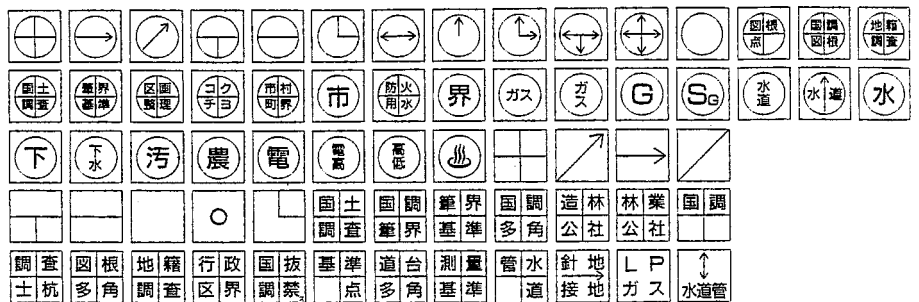 図根点 国調図根 地籍調査
国土調査 筆界基準 区画整理 コクチヨ 市村町界 市 防火用水 界 ガス ガス G SG 水道 水道 水
下 下水 汚 農 電 電高 高低 ♨
国土調査 国調筆界 筆界基準 国調多角 造林公社 林業公社 国調
調査土杭 図根多角 地籍調査 行政区界 国抜調禁 基準点 道台多角 測量基準 管水道 針地接地 LPガス 水道管